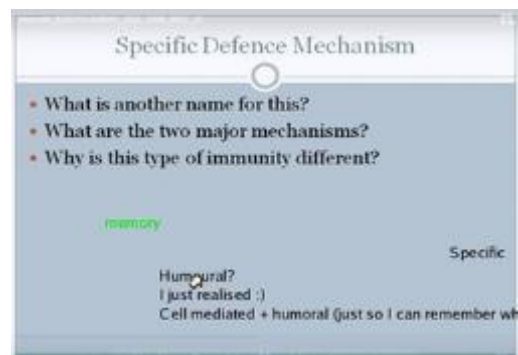 Specific Defence Mechanism
What is another name for this?
What are the two major mechanisms?
Why is this type of immunity different?
memory
Specific
Humoural?
I just realised :)
Cell mediated + humoral (just so I can remember wh